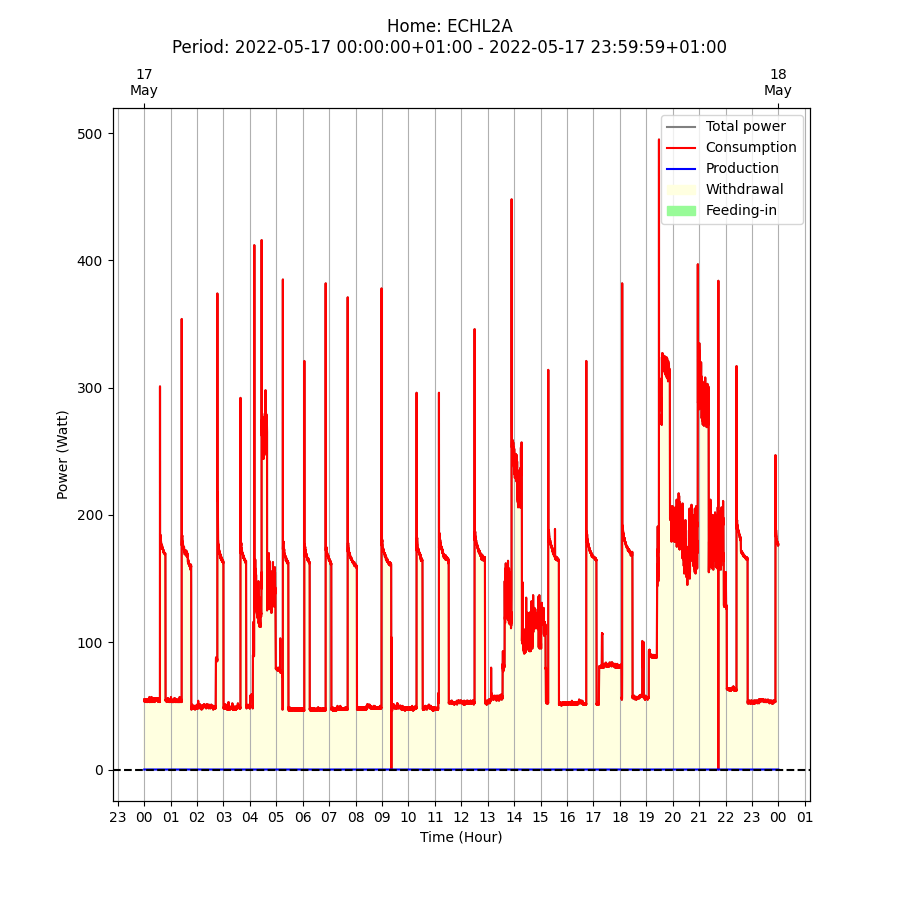 Home: ECHL2A
Period: 2022-05-17 00:00:00+01:00 - 2022-05-17 23:59:59+01:00
17 18
May May
Total power
Consumption
Production
Withdrawal
Feeding-in
500
400
300
200
100
0
Power (Watt)
23 00 01 02 03 04 05 06 07 08 09 10 11 12 13 14 15 16 17 18 19 20 21 22 23 00 01
Time (Hour)